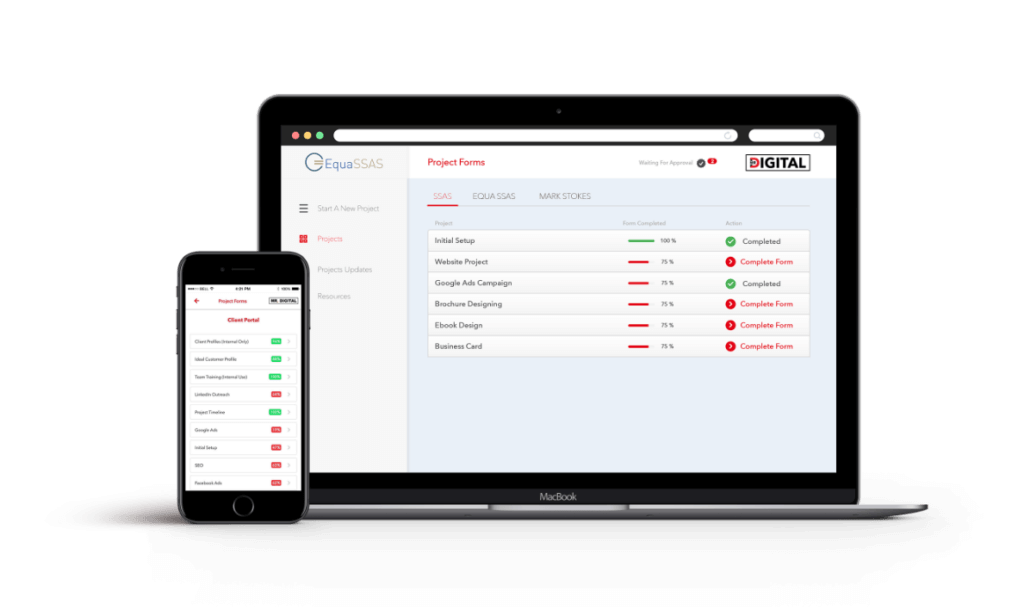 EquaSSAS
Project Forms
Waiting For Approval
2
DIGITAL
SSAS EQUA SSAS MARK STOKES
Start A New Project
Projects
Projects Updates
Resources
Project Form Completed Action
Initial Setup 100 % Completed
Website Project 75 % Complete Form
Google Ads Campaign 75 % Completed
Brochure Designing 75 % Complete Form
Ebook Design 75 % Complete Form
Business Card 75 % Complete Form
MacBook
4:21 PM
Project Forms
MR. DIGITAL
Client Portal
Client Profiles (Internal Only)
Ideal Customer Profile
Team Training (Internal Use)
LinkedIn Outreach
Project Timeline
Google Ads
Initial Setup
SEO
Facebook Ads